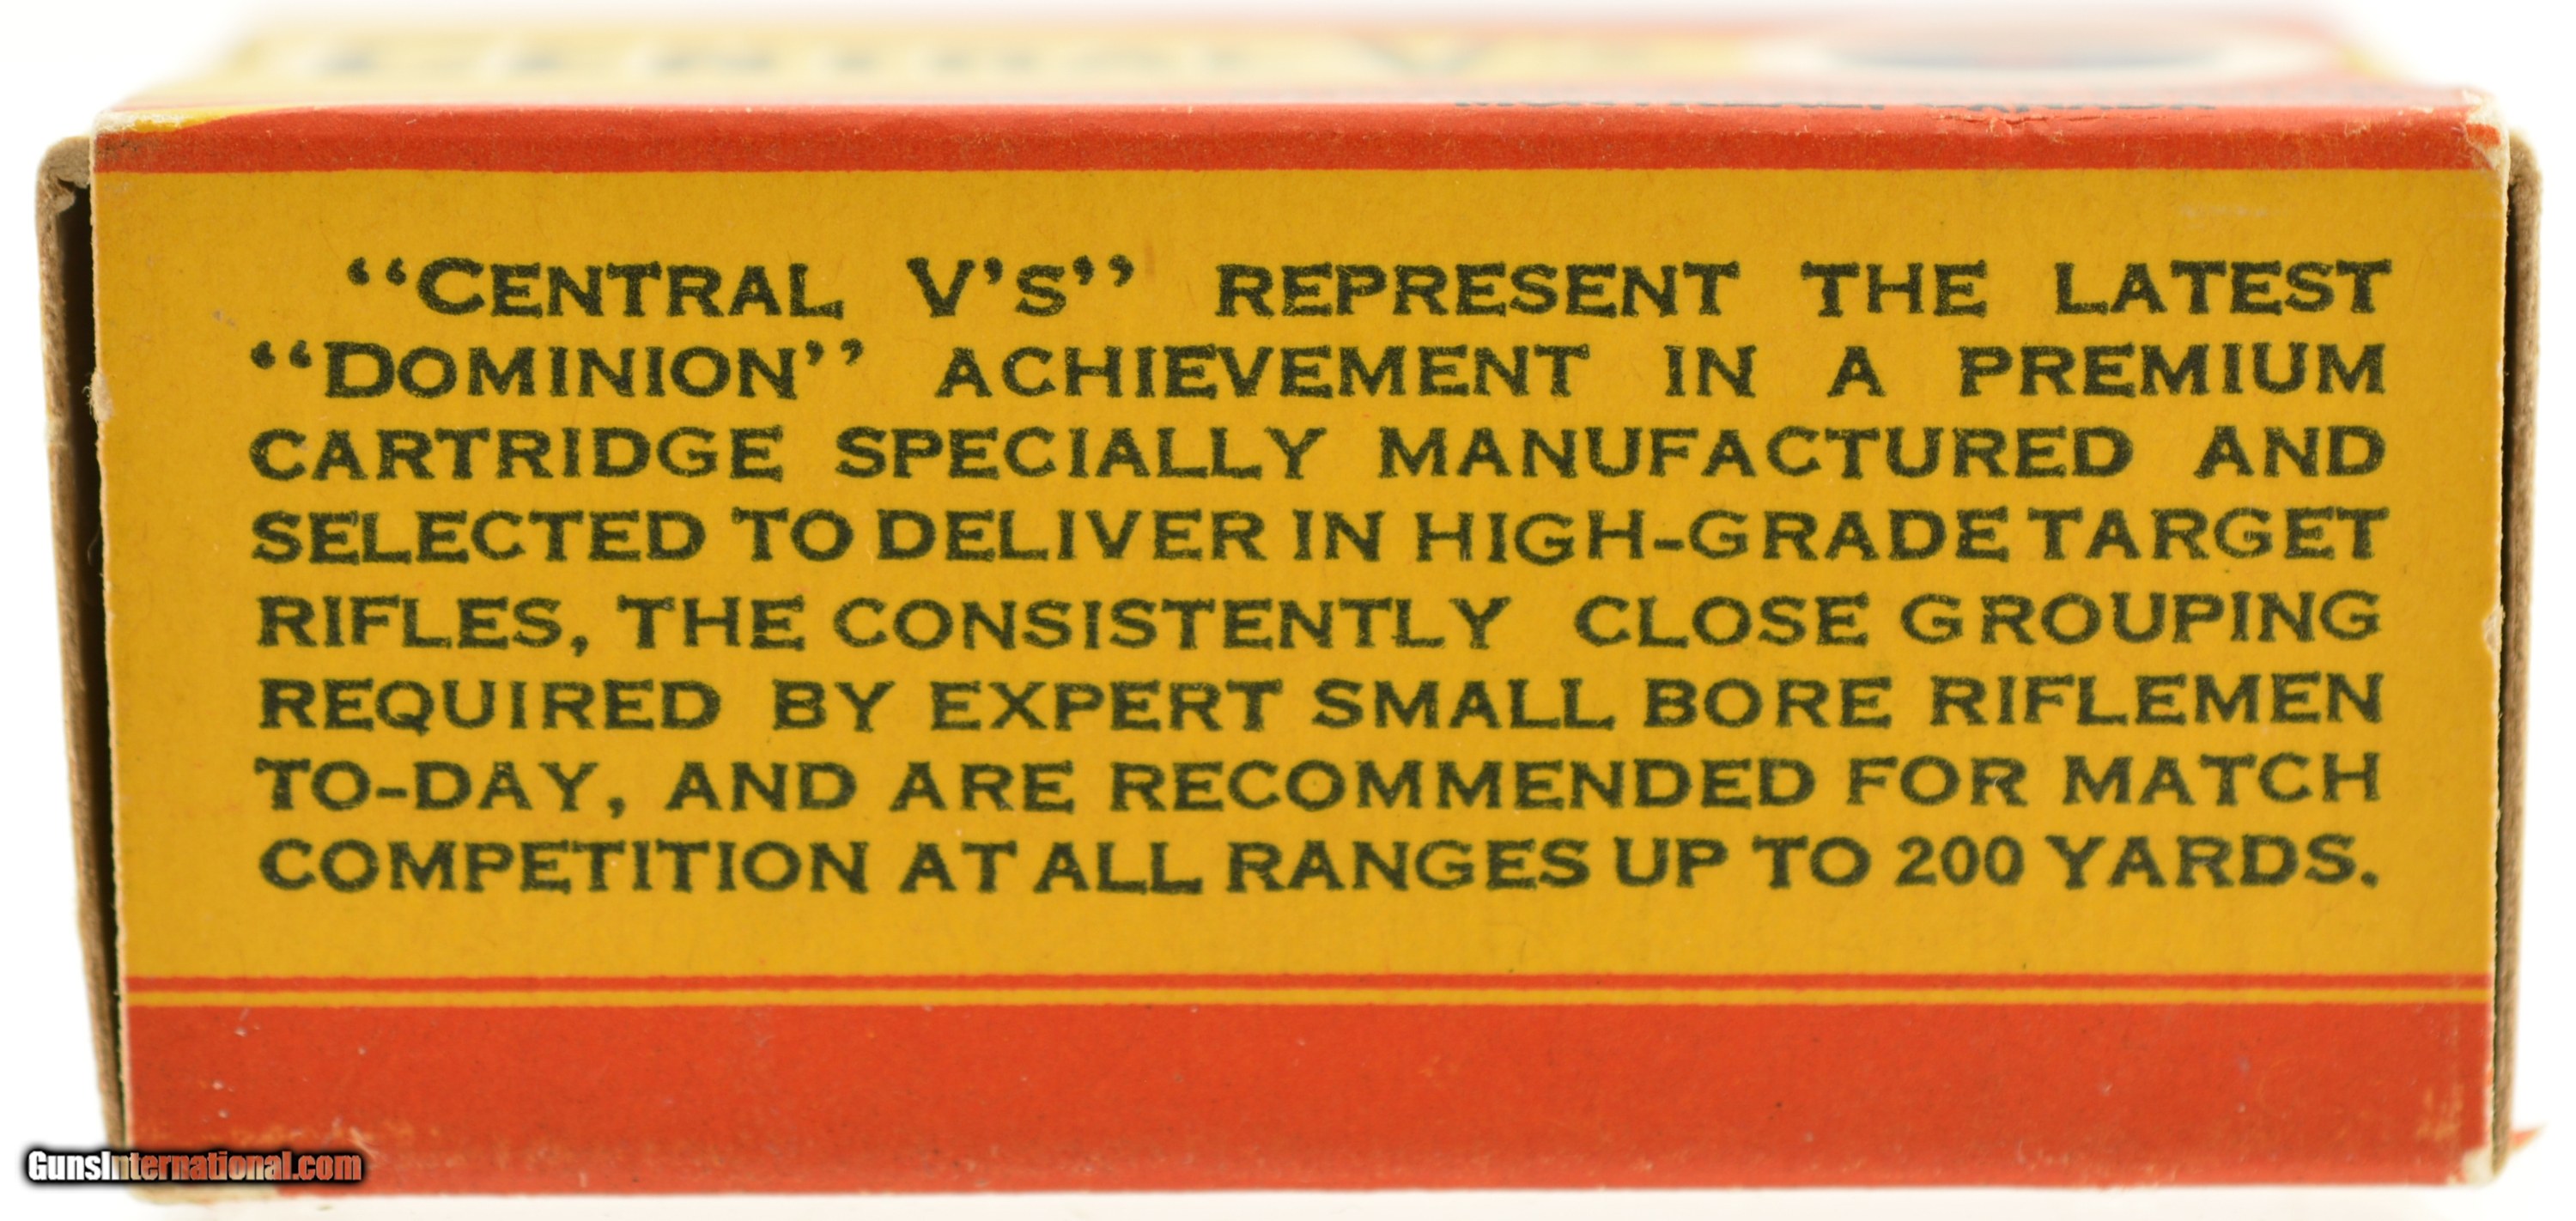 “CENTRAL V’S” REPRESENT THE LATEST
“DOMINION” ACHIEVEMENT IN A PREMIUM
CARTRIDGE SPECIALLY MANUFACTURED AND
SELECTED TO DELIVER IN HIGH-GRADE TARGET
RIFLES, THE CONSISTENTLY CLOSE GROUPING
REQUIRED BY EXPERT SMALL BORE RIFLEMEN
TO-DAY, AND ARE RECOMMENDED FOR MATCH
COMPETITION AT ALL RANGES UP TO 200 YARDS.
GunsInternational.com